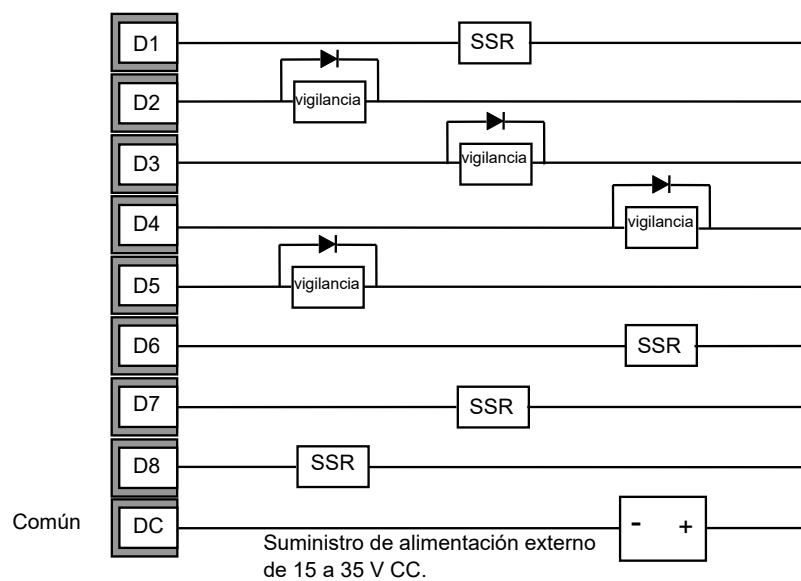 D1 SSR
D2 vigilancia
D3 vigilancia
D4 vigilancia
D5 vigilancia
D6 SSR
D7 SSR
D8 SSR
Común DC - +
Suministro de alimentación externo
de 15 a 35 V CC.